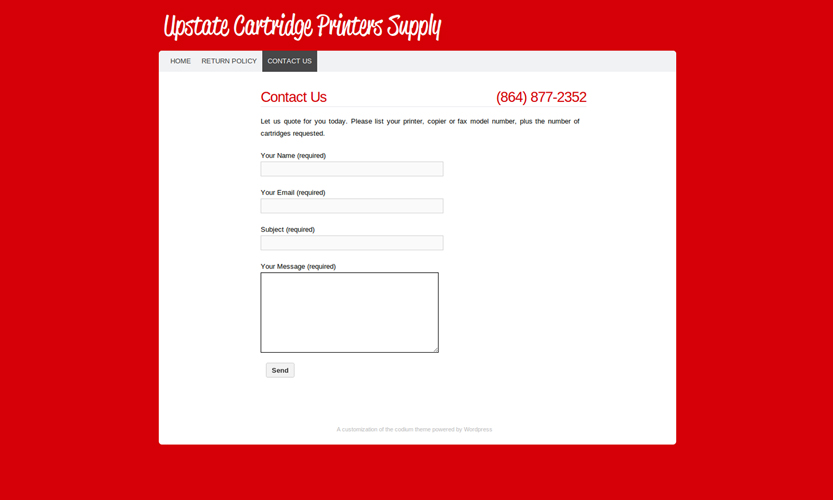 Upstate Cartridge Printers Supply
HOME RETURN POLICY CONTACT US
Contact Us (864) 877-2352
Let us quote for you today. Please list your printer, copier or fax model number, plus the number of
cartridges requested.
Your Name (required)
Your Email (required)
Subject (required)
Your Message (required)
Send
A customization of the codium theme powered by Wordpress